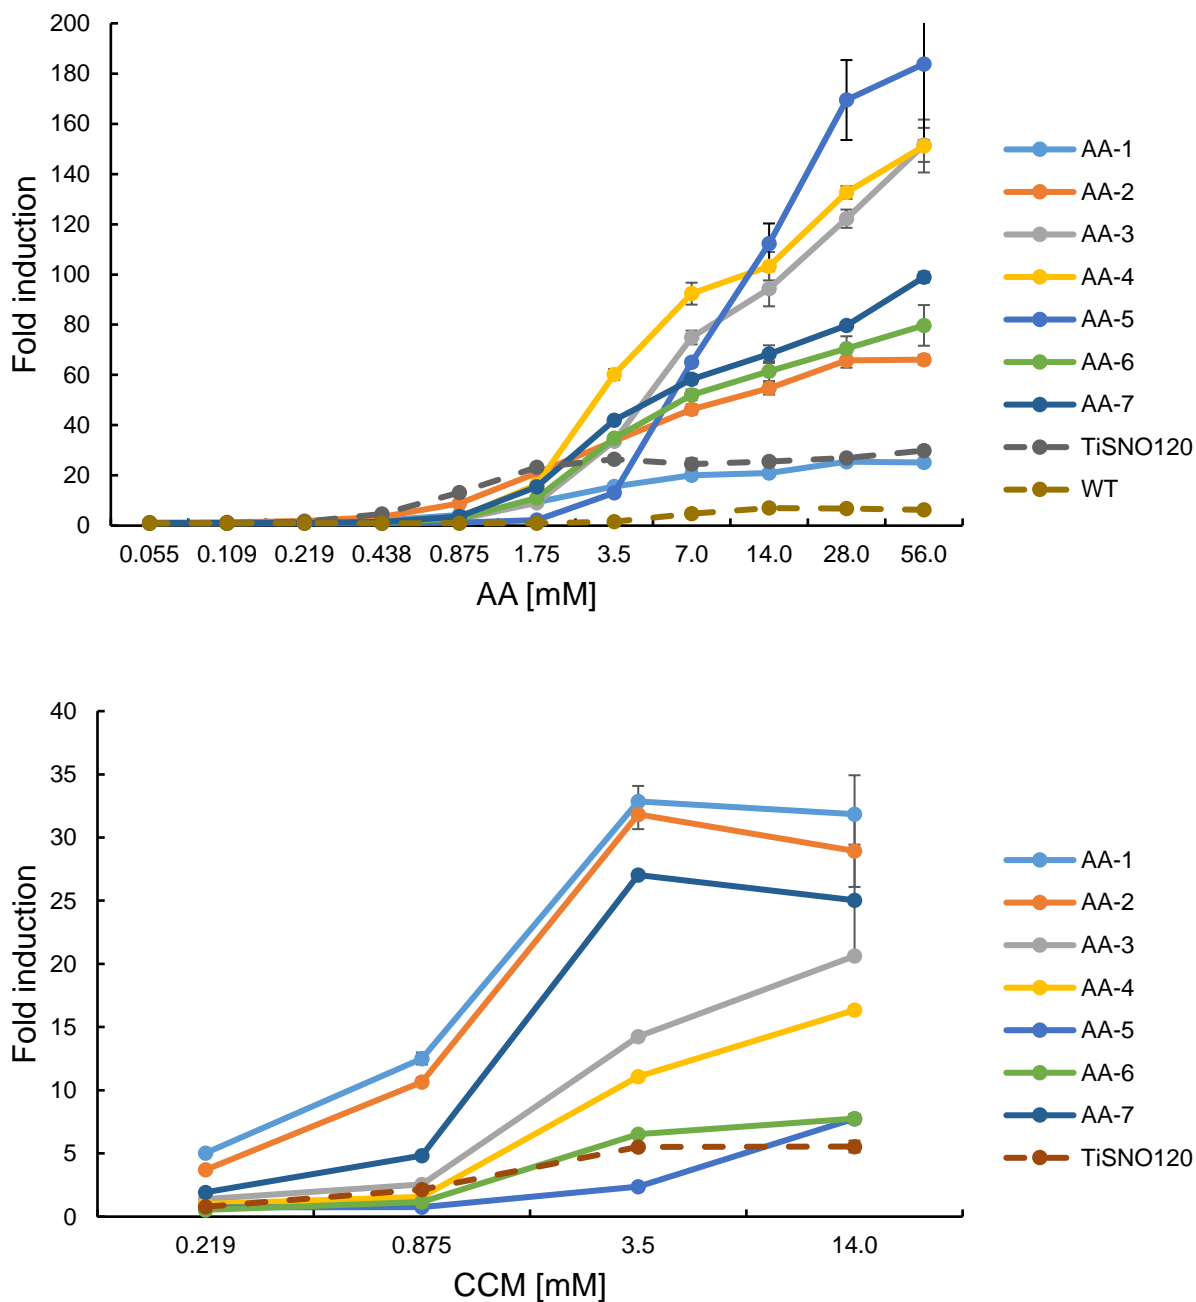 200
180
160
140
120
100
80
60
40
20
0
Fold induction
0.055 0.109 0.219 0.438 0.875 1.75 3.5 7.0 14.0 28.0 56.0
AA [mM]
AA-1
AA-2
AA-3
AA-4
AA-5
AA-6
AA-7
TiSNO120
WT
40
35
30
25
20
15
10
5
0
Fold induction
0.219 0.875 3.5 14.0
CCM [mM]
AA-1
AA-2
AA-3
AA-4
AA-5
AA-6
AA-7
TiSNO120